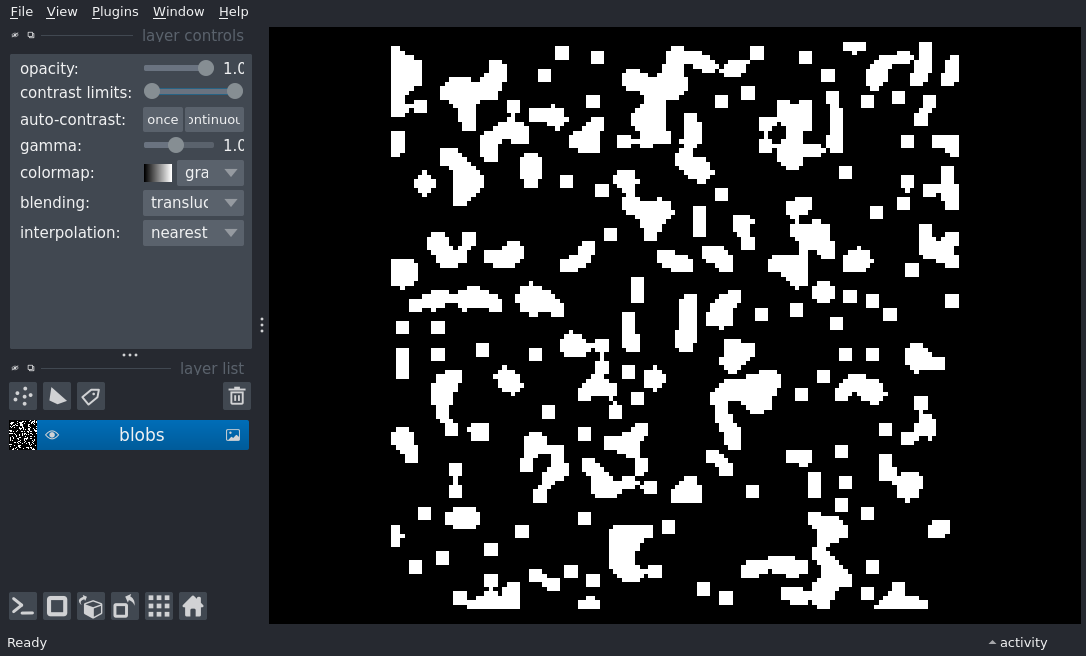 File View Plugins Window Help
layer controls
opacity: 1.0
contrast limits:
auto-contrast: once ontinuou
gamma: 1.0
colormap: gra
blending: transluc
interpolation: nearest
layer list
blobs
Ready
activity